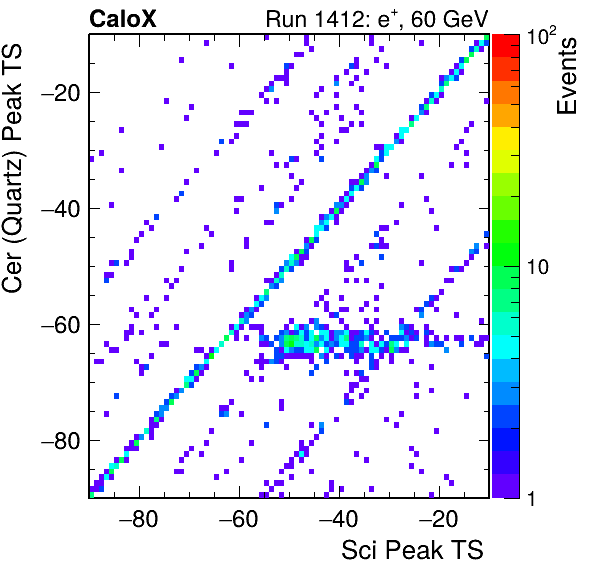 CaloX Run 1412: e⁺, 60 GeV
10²
Events
10
1
Cer (Quartz) Peak TS
−20
−40
−60
−80
−80 −60 −40 −20
Sci Peak TS